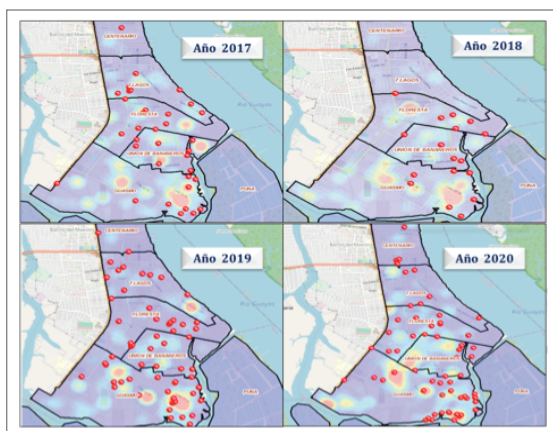 Año 2017
CENTENARIO
7 LAGOS
FLORESTA
UNION DE BANANEROS
GUASMO
PUNA
Año 2018
CENTENARIO
7 LAGOS
FLORESTA
UNION DE BANANEROS
GUASMO
PUNA
Año 2019
CENTENARIO
7 LAGOS
FLORESTA
UNION DE BANANEROS
GUASMO
Año 2020
CENTENARIO
7 LAGOS
FLORESTA
UNION DE BANANEROS
GUASMO
PUNA